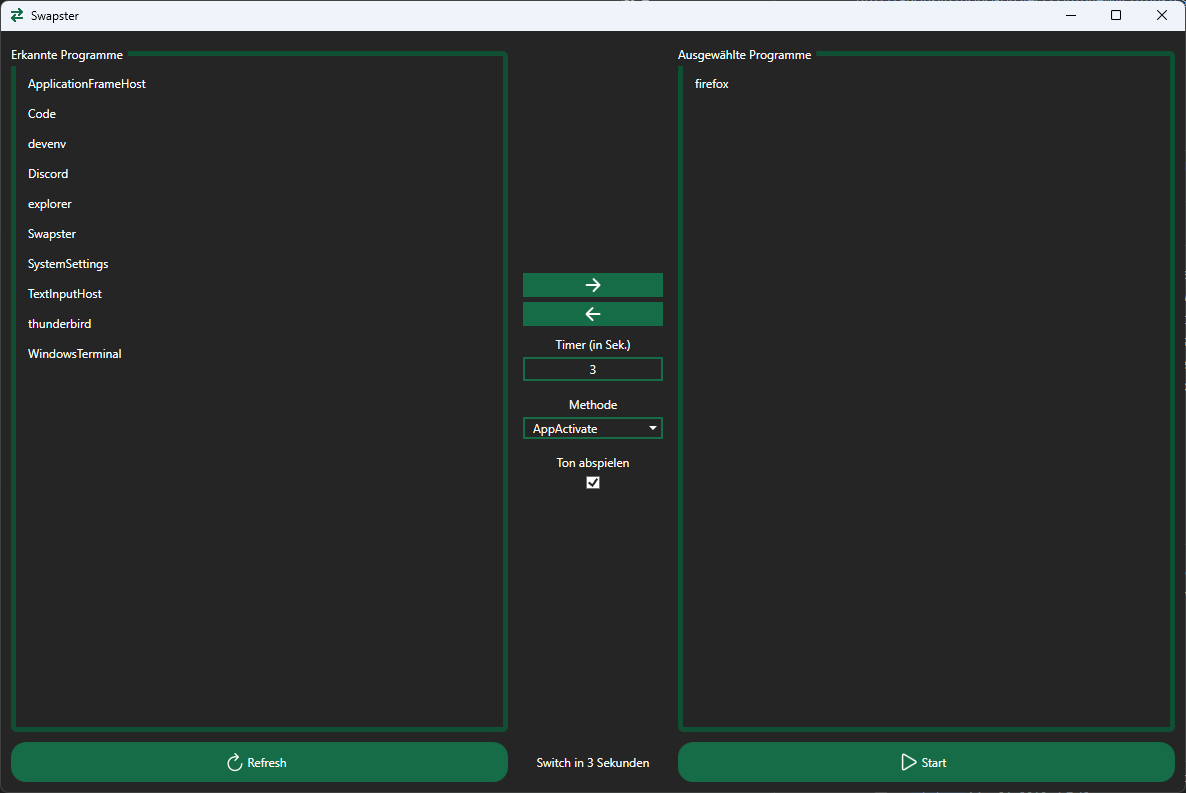 Swapster
Erkannte Programme
ApplicationFrameHost
Code
devenv
Discord
explorer
Swapster
SystemSettings
TextInputHost
thunderbird
WindowsTerminal
Refresh
Timer (in Sek.)
3
Methode
AppActivate
Ton abspielen
Switch in 3 Sekunden
Ausgewählte Programme
firefox
Start